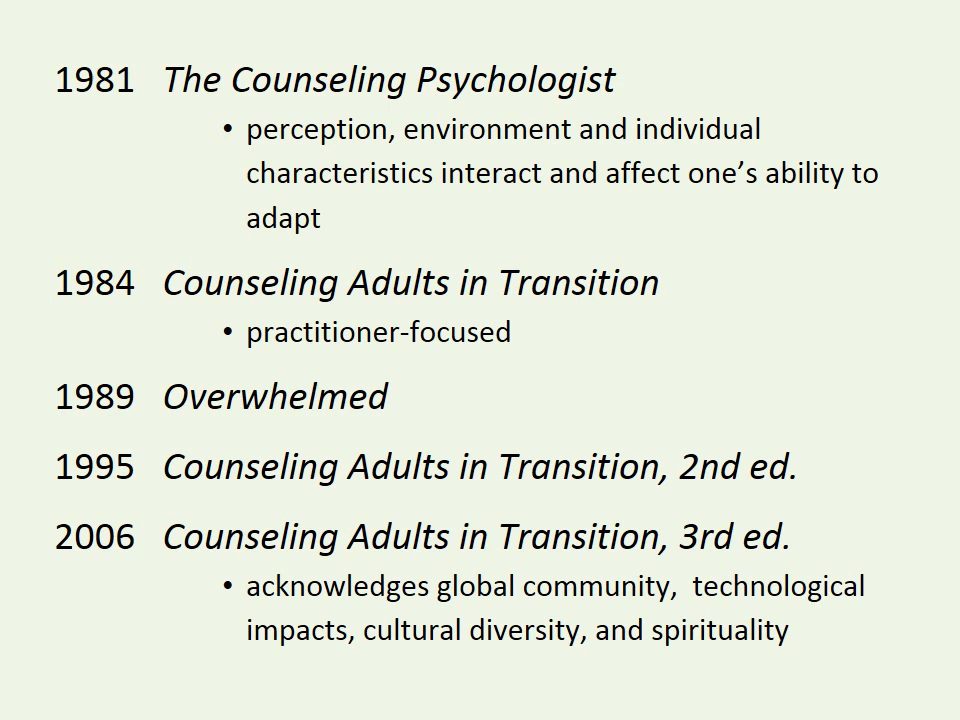 1981 The Counseling Psychologist
• perception, environment and individual
characteristics interact and affect one’s ability to
adapt
1984 Counseling Adults in Transition
• practitioner-focused
1989 Overwhelmed
1995 Counseling Adults in Transition, 2nd ed.
2006 Counseling Adults in Transition, 3rd ed.
• acknowledges global community,  technological
impacts, cultural diversity, and spirituality